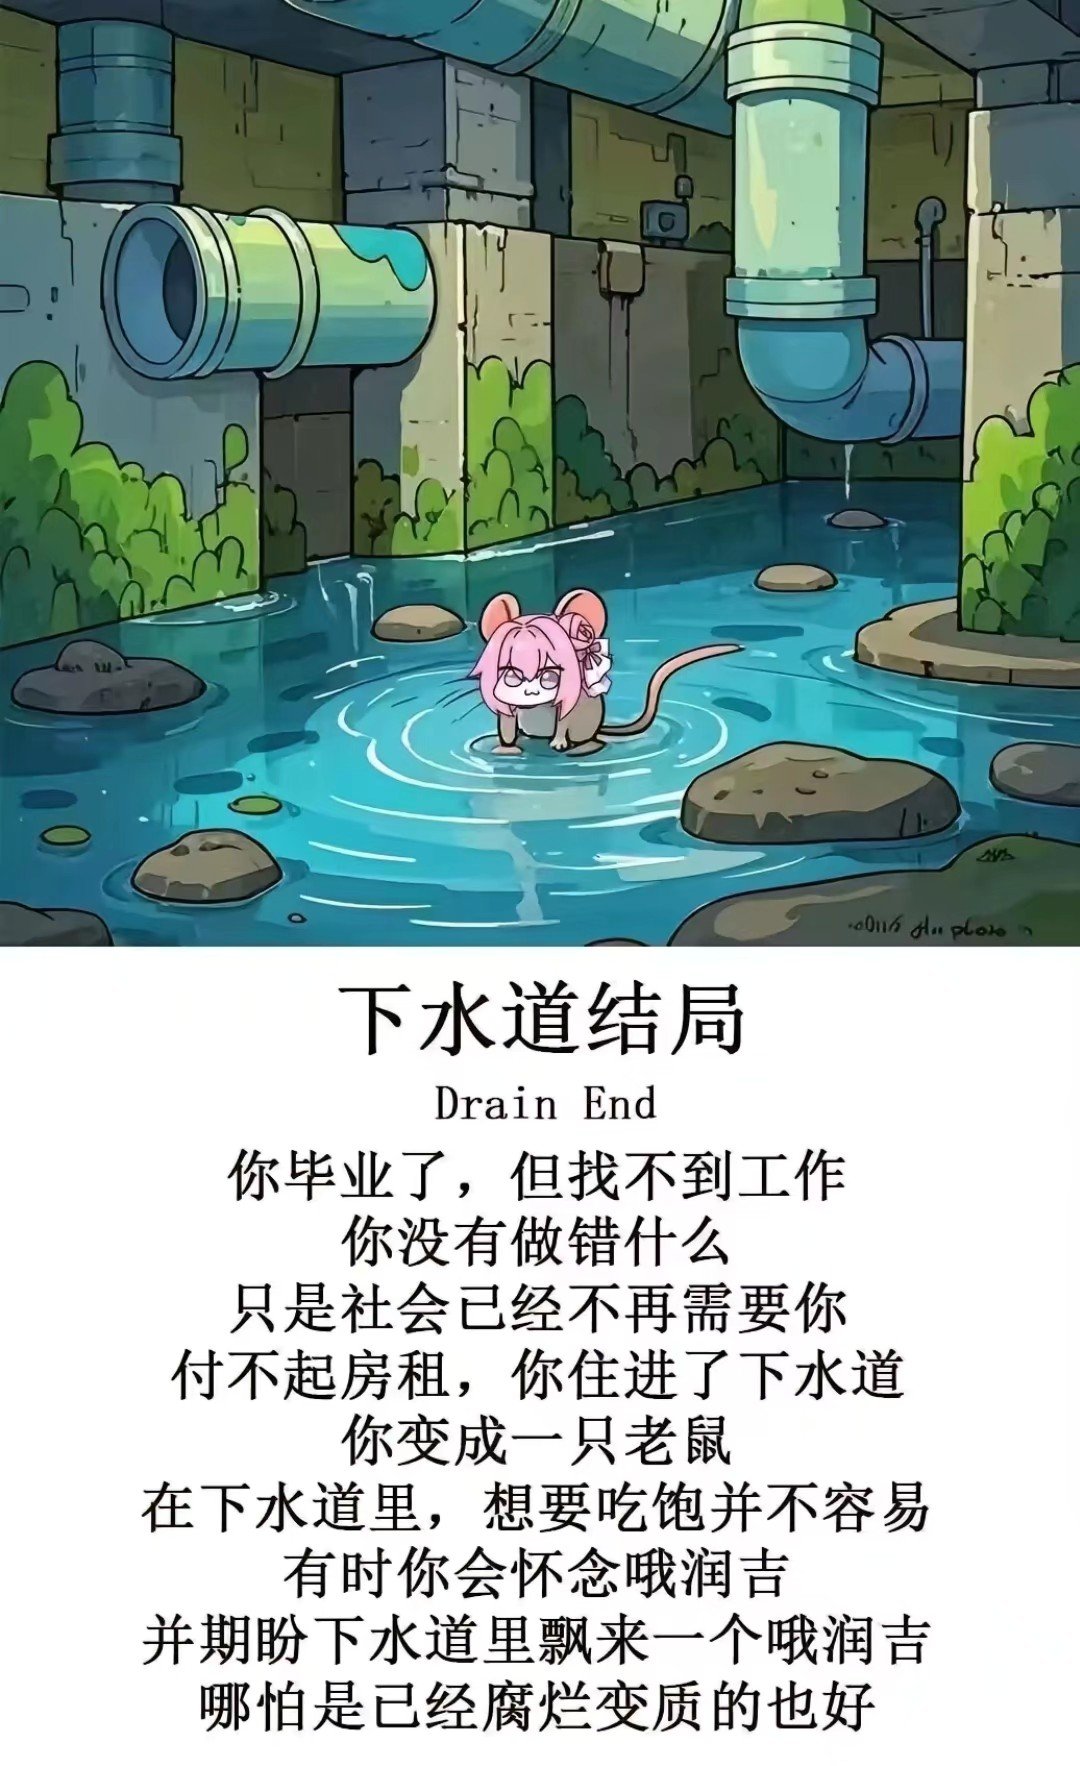 下水道结局
Drain End
你毕业了，但找不到工作
你没有做错什么
只是社会已经不再需要你
付不起房租，你住进了下水道
你变成一只老鼠
在下水道里，想要吃饱并不容易
有时你会怀念哦润吉
并期盼下水道里飘来一个哦润吉
哪怕是已经腐烂变质的也好